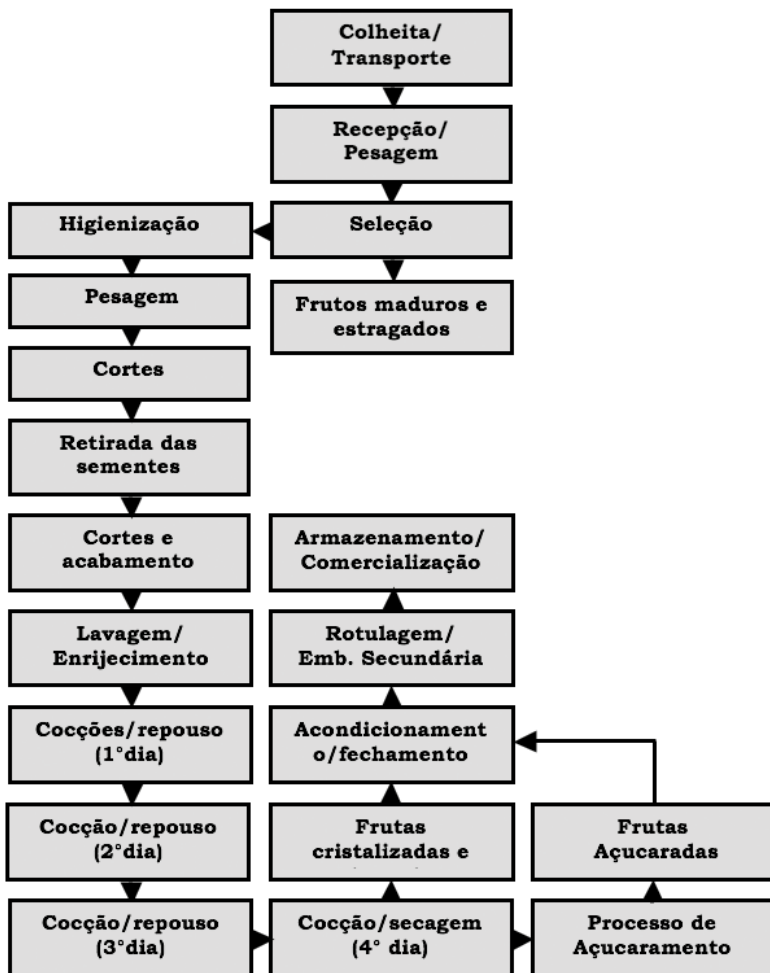 Colheita/
Transporte
Recepção/
Pesagem
Seleção
Higienização
Frutos maduros e
estragados
Pesagem
Cortes
Retirada das
sementes
Cortes e
acabamento
Lavagem/
Enrijecimento
Cocções/repouso
(1°dia)
Cocção/repouso
(2°dia)
Cocção/repouso
(3°dia)
Cocção/secagem
(4° dia)
Frutas
cristalizadas e
Processo de
Açucaramento
Frutas
Açucaradas
Acondicionament
o/fechamento
Rotulagem/
Emb. Secundária
Armazenamento/
Comercialização